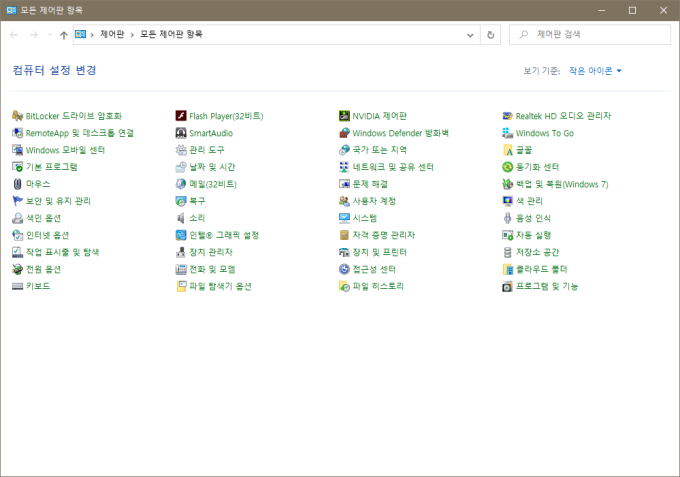 모든 제어판 항목
제어판 모든 제어판 항목
제어판 검색
컴퓨터 설정 변경
보기 기준: 작은 아이콘
BitLocker 드라이브 암호화 Flash Player(32비트) NVIDIA 제어판 Realtek HD 오디오 관리자
RemoteApp 및 데스크톱 연결 SmartAudio Windows Defender 방화벽 Windows To Go
Windows 모바일 센터 관리 도구 국가 또는 지역 글꼴
기본 프로그램 날짜 및 시간 네트워크 및 공유 센터 동기화 센터
마우스 메일(32비트) 문제 해결 백업 및 복원(Windows 7)
보안 및 유지 관리 복구 사용자 계정 색 관리
색인 옵션 소리 시스템 음성 인식
인터넷 옵션 인텔® 그래픽 설정 자격 증명 관리자 자동 실행
작업 표시줄 및 탐색 장치 관리자 장치 및 프린터 저장소 공간
전원 옵션 전화 및 모뎀 접근성 센터 클라우드 폴더
키보드 파일 탐색기 옵션 파일 히스토리 프로그램 및 기능